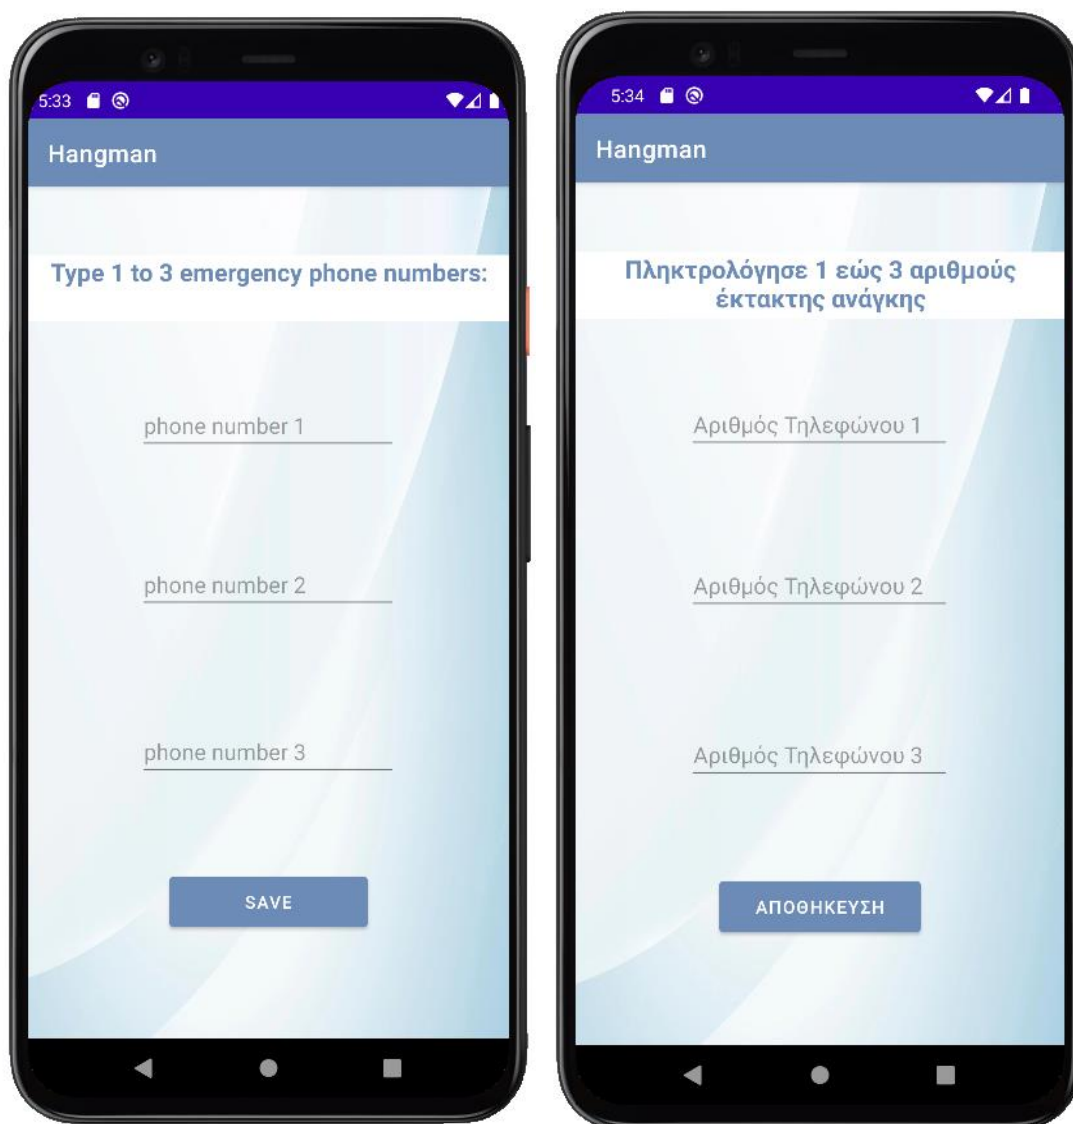 5:33
Hangman
Type 1 to 3 emergency phone numbers:
phone number 1
phone number 2
phone number 3
SAVE
5:34
Hangman
Πληκτρολόγησε 1 εώς 3 αριθμούς
έκτακτης ανάγκης
Αριθμός Τηλεφώνου 1
Αριθμός Τηλεφώνου 2
Αριθμός Τηλεφώνου 3
ΑΠΟΘΗΚΕΥΣΗ